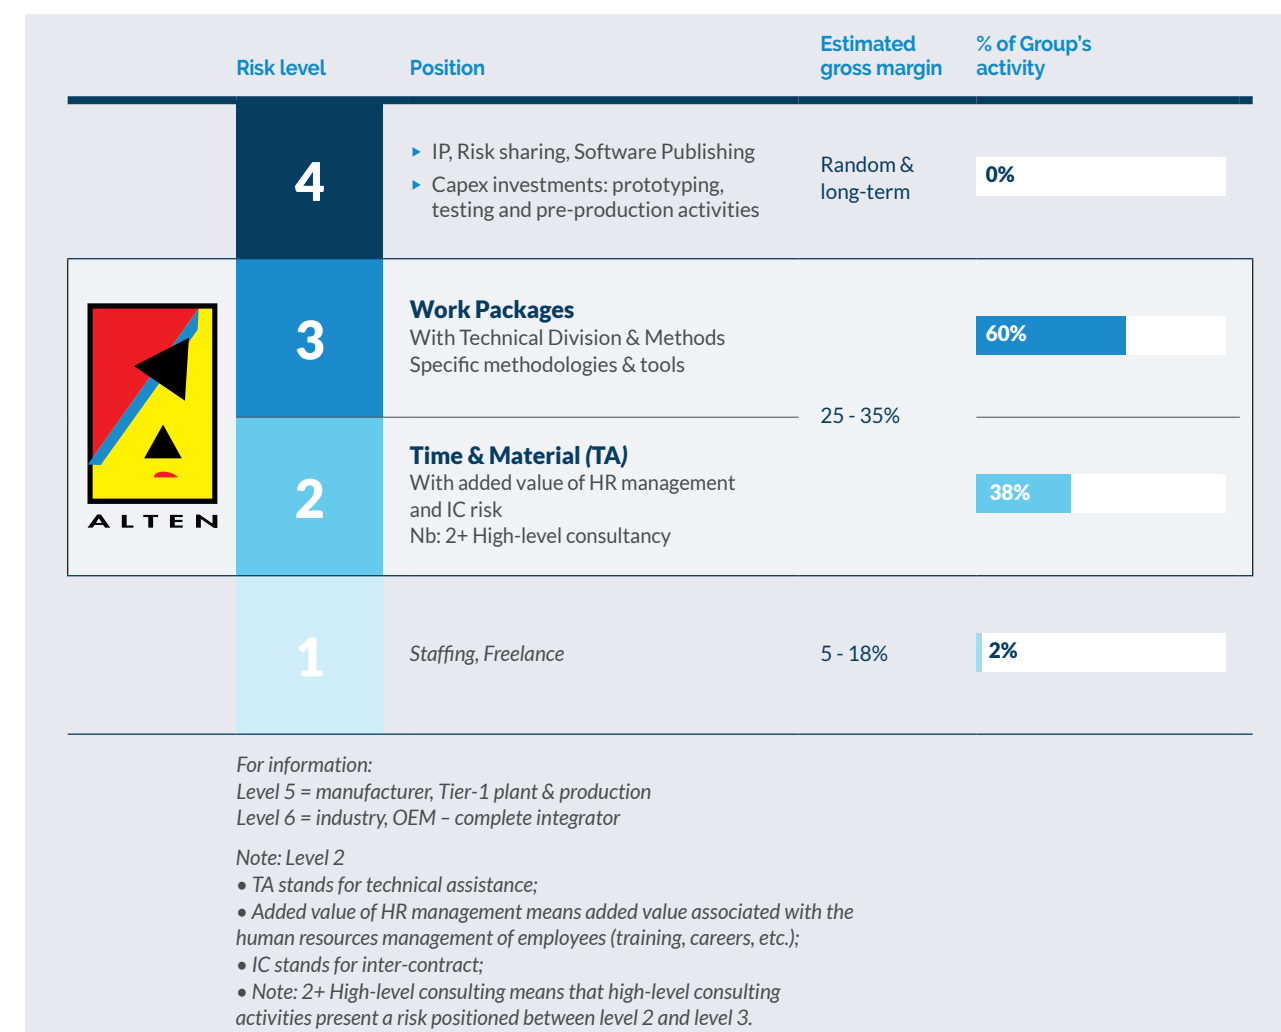 Risk level
Position
Estimated
gross margin
% of Group's
activity
4
▸ IP, Risk sharing, Software Publishing
▸ Capex investments: prototyping,
testing and pre-production activities
Random &
long-term
0%
ALTEN
3
Work Packages
With Technical Division & Methods
Specific methodologies & tools
60%
25 - 35%
2
Time & Material (TA)
With added value of HR management
and IC risk
Nb: 2+ High-level consultancy
38%
1
Staffing, Freelance
5 - 18%
2%
For information:
Level 5 = manufacturer, Tier-1 plant & production
Level 6 = industry, OEM – complete integrator
Note: Level 2
• TA stands for technical assistance;
• Added value of HR management means added value associated with the
human resources management of employees (training, careers, etc.);
• IC stands for inter-contract;
• Note: 2+ High-level consulting means that high-level consulting
activities present a risk positioned between level 2 and level 3.